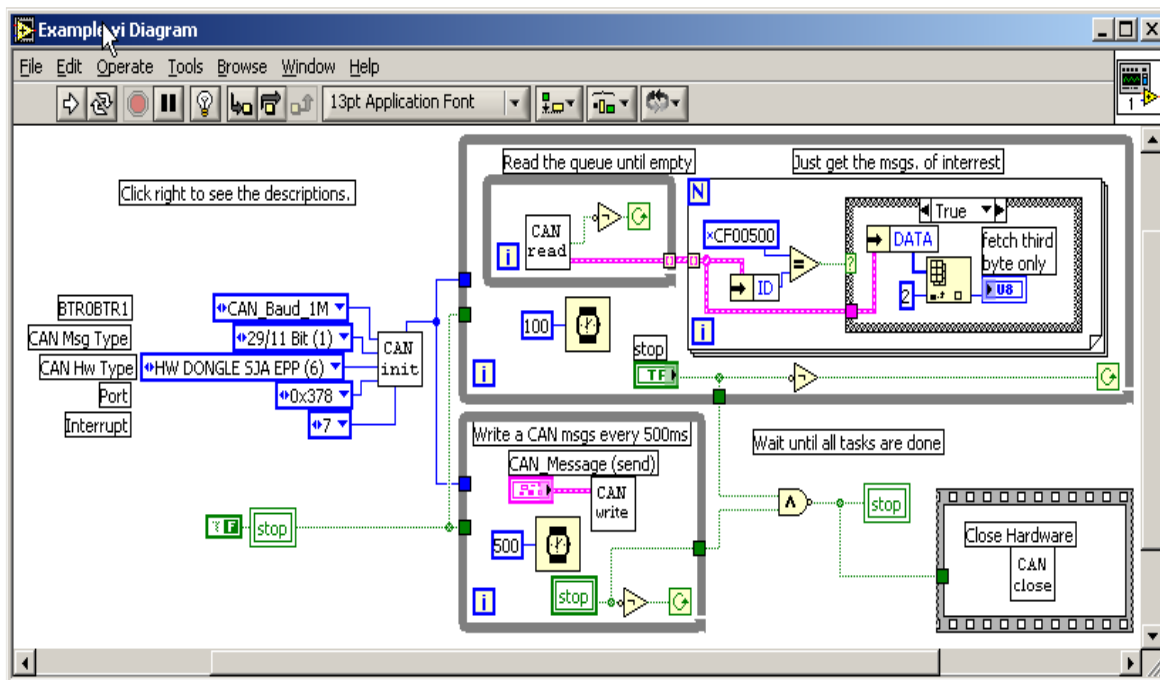 Example.vi Diagram
File Edit Operate Tools Browse Window Help
13pt Application Font
1
Click right to see the descriptions.
Read the queue until empty
Just get the msgs. of interrest
N
True
CAN
read
i
×CF00500
DATA
fetch third
byte only
=
?
ID
2
U8
i
BTR0BTR1
CAN_Baud_1M
CAN Msg Type
29/11 Bit (1)
CAN Hw Type
HW DONGLE SJA EPP (6)
Port
0x378
Interrupt
7
CAN
init
100
i
stop
TF
Write a CAN msgs every 500ms
CAN_Message (send)
CAN
write
500
i
stop
F
stop
Wait until all tasks are done
stop
Close Hardware
CAN
close